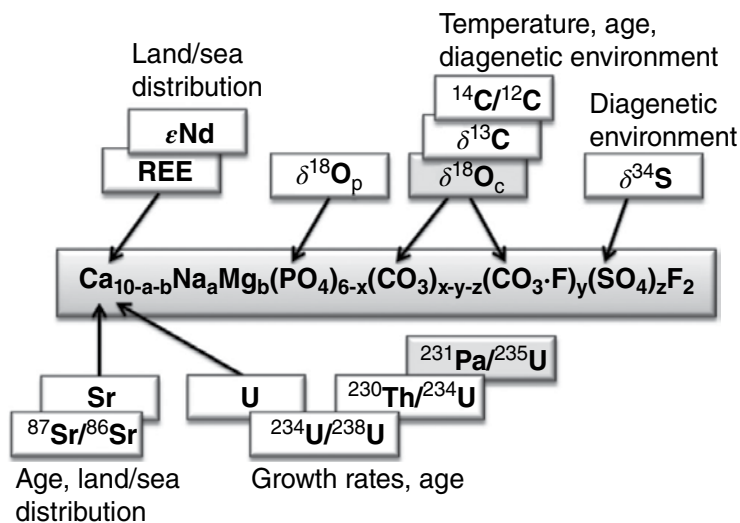 Temperature, age,
diagenetic environment
Land/sea
distribution
¹⁴C/¹²C
Diagenetic
environment
εNd
δ¹³C
REE
δ¹⁸Oₚ
δ¹⁸O꜀
δ³⁴S
Ca₁₀₋ₐ₋bNaₐMgb(PO₄)₆₋ₓ(CO₃)ₓ₋y₋z(CO₃·F)y(SO₄)zF₂
²³¹Pa/²³⁵U
Sr
U
²³⁰Th/²³⁴U
⁸⁷Sr/⁸⁶Sr
²³⁴U/²³⁸U
Age, land/sea
distribution
Growth rates, age